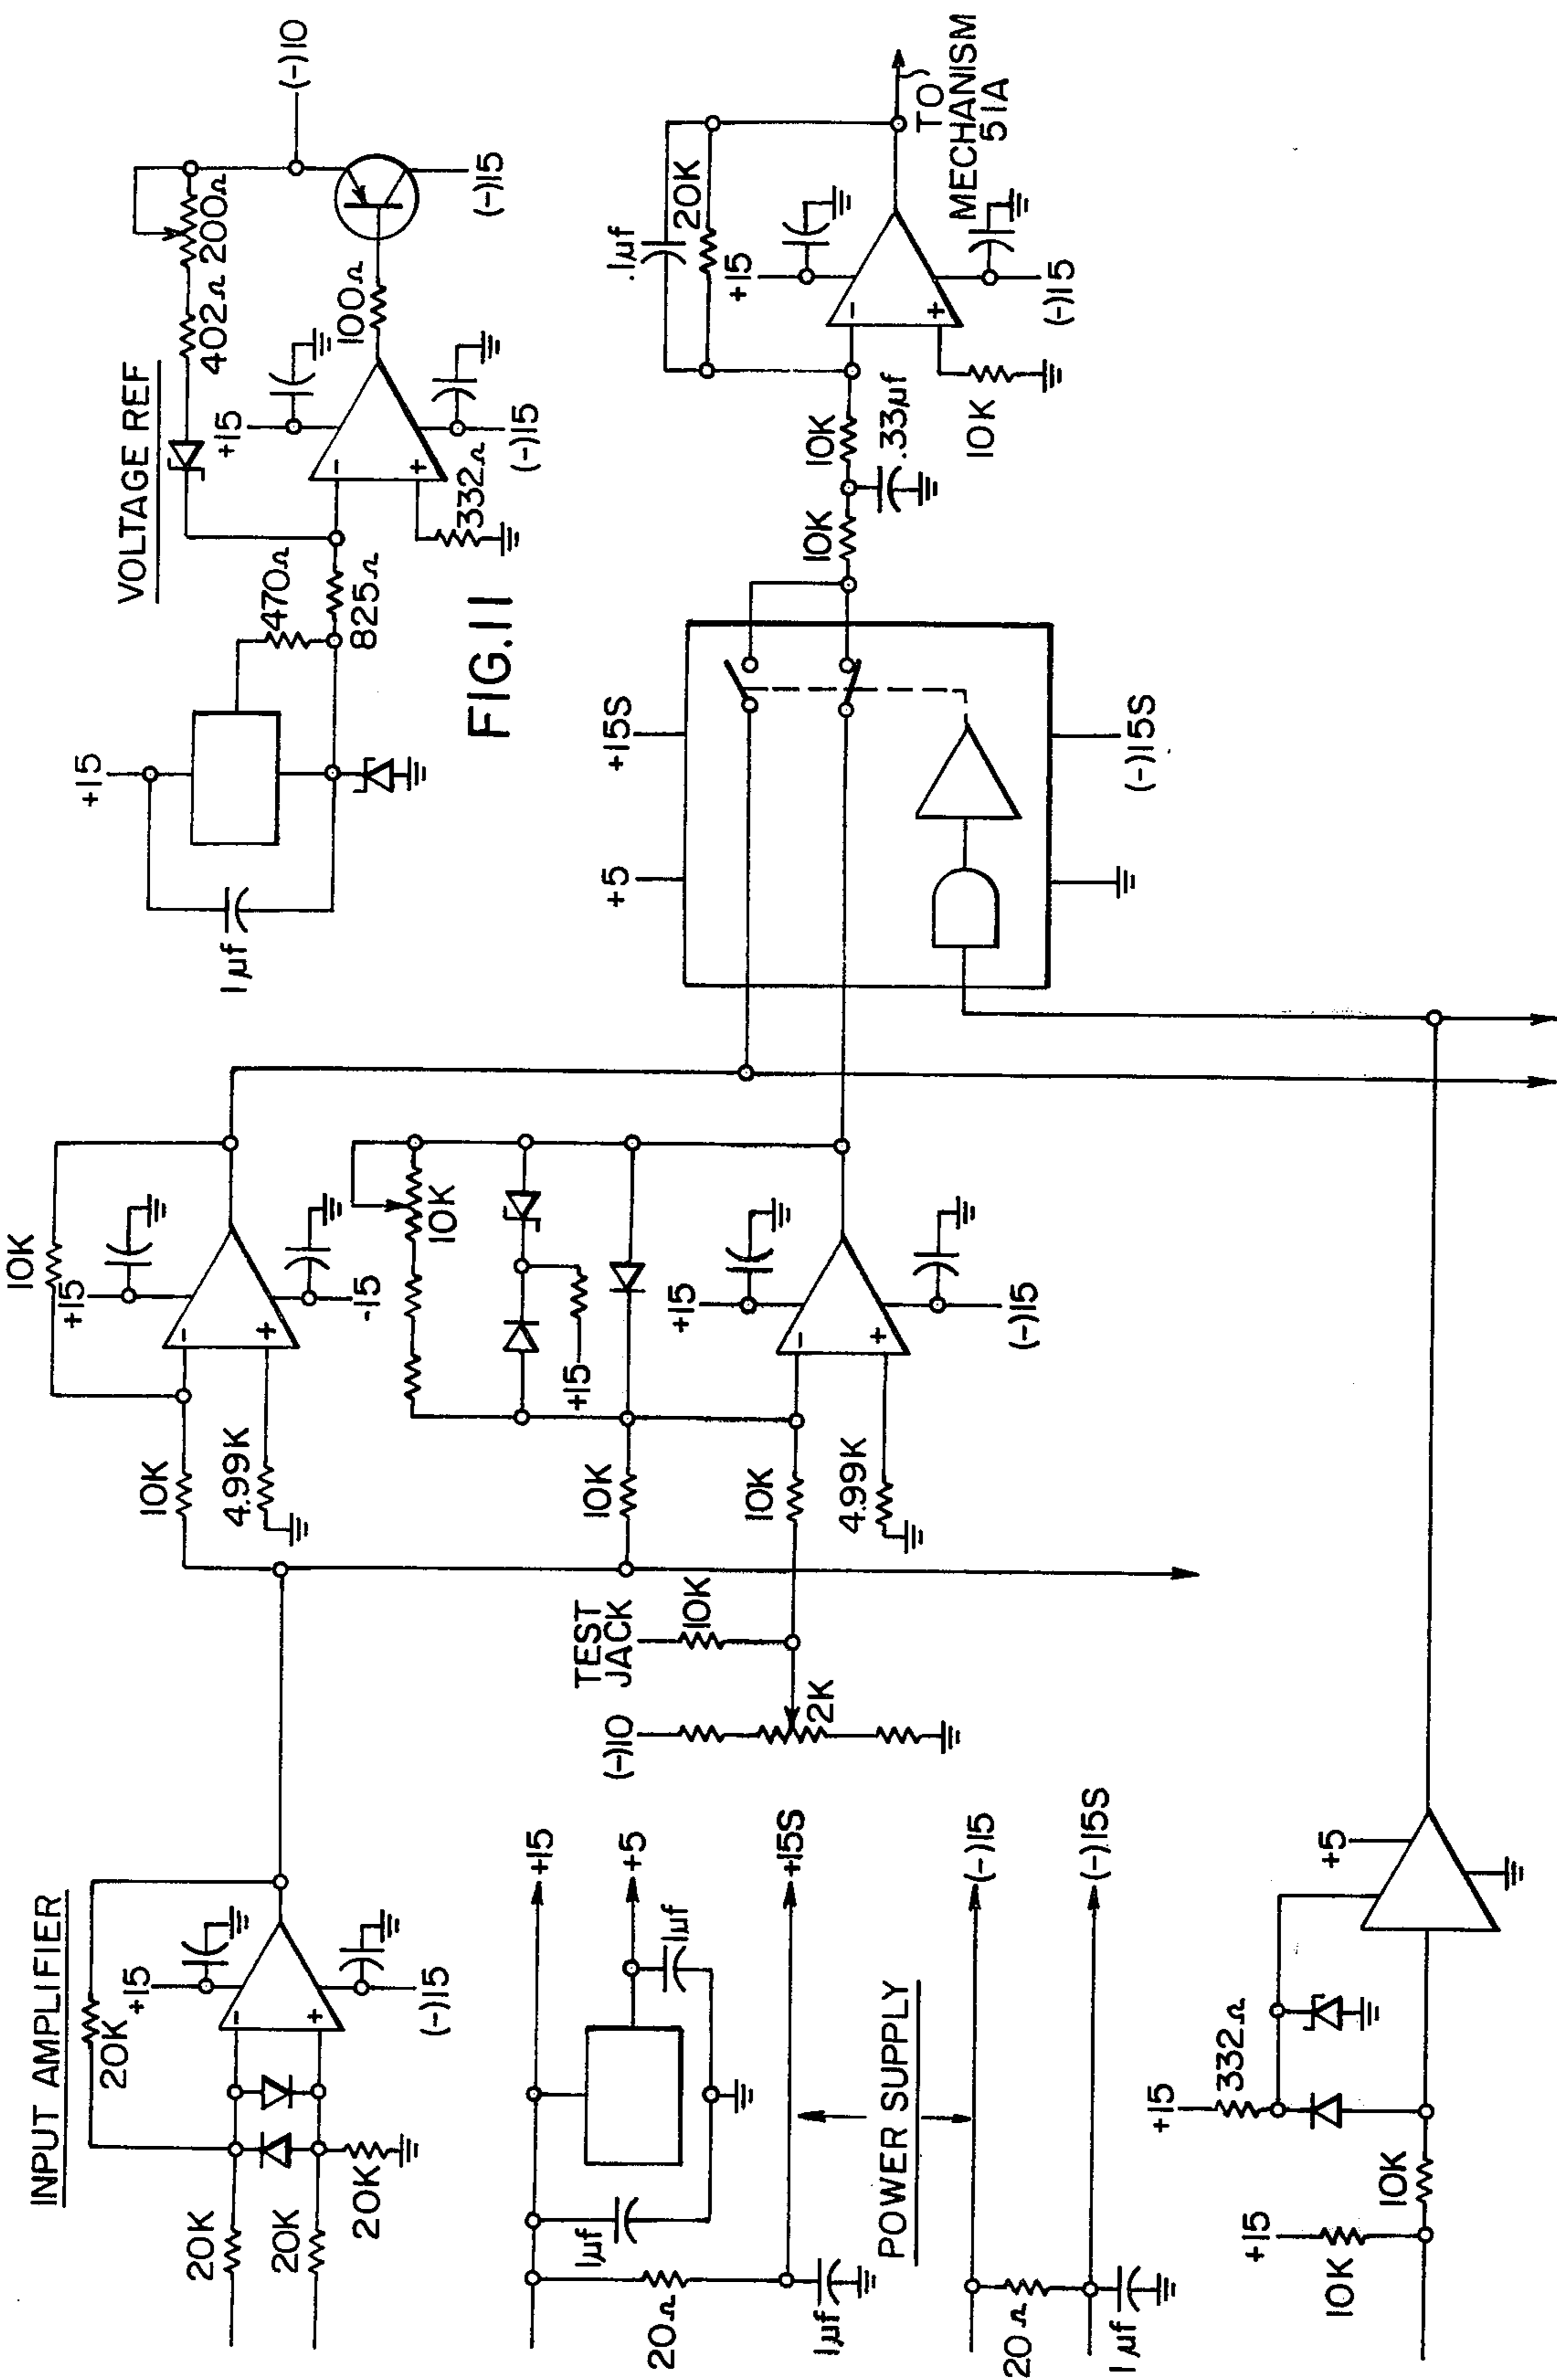 INPUT AMPLIFIER
20K
20K
20K
20K
+15
(-)15
10K
10K
+15
-15
4.99K
10K
10K
+15
+15
(-)15
10K
4.99K
TEST
JACK
10K
(-)10
2K
+15
+5
1µf
1µf
+15S
20Ω
1µf
POWER SUPPLY
(-)15
(-)15S
20Ω
1µf
+15
10K
10K
+15
332Ω
+5
VOLTAGE REF
+15
1µf
470Ω
825Ω
402Ω
200Ω
+15
(-)15
332Ω
100Ω
(-)10
(-)15
FIG.11
+5
+15S
(-)15S
10K
10K
.33µf
.1µf
20K
+15
(-)15
10K
TO
MECHANISM
51A